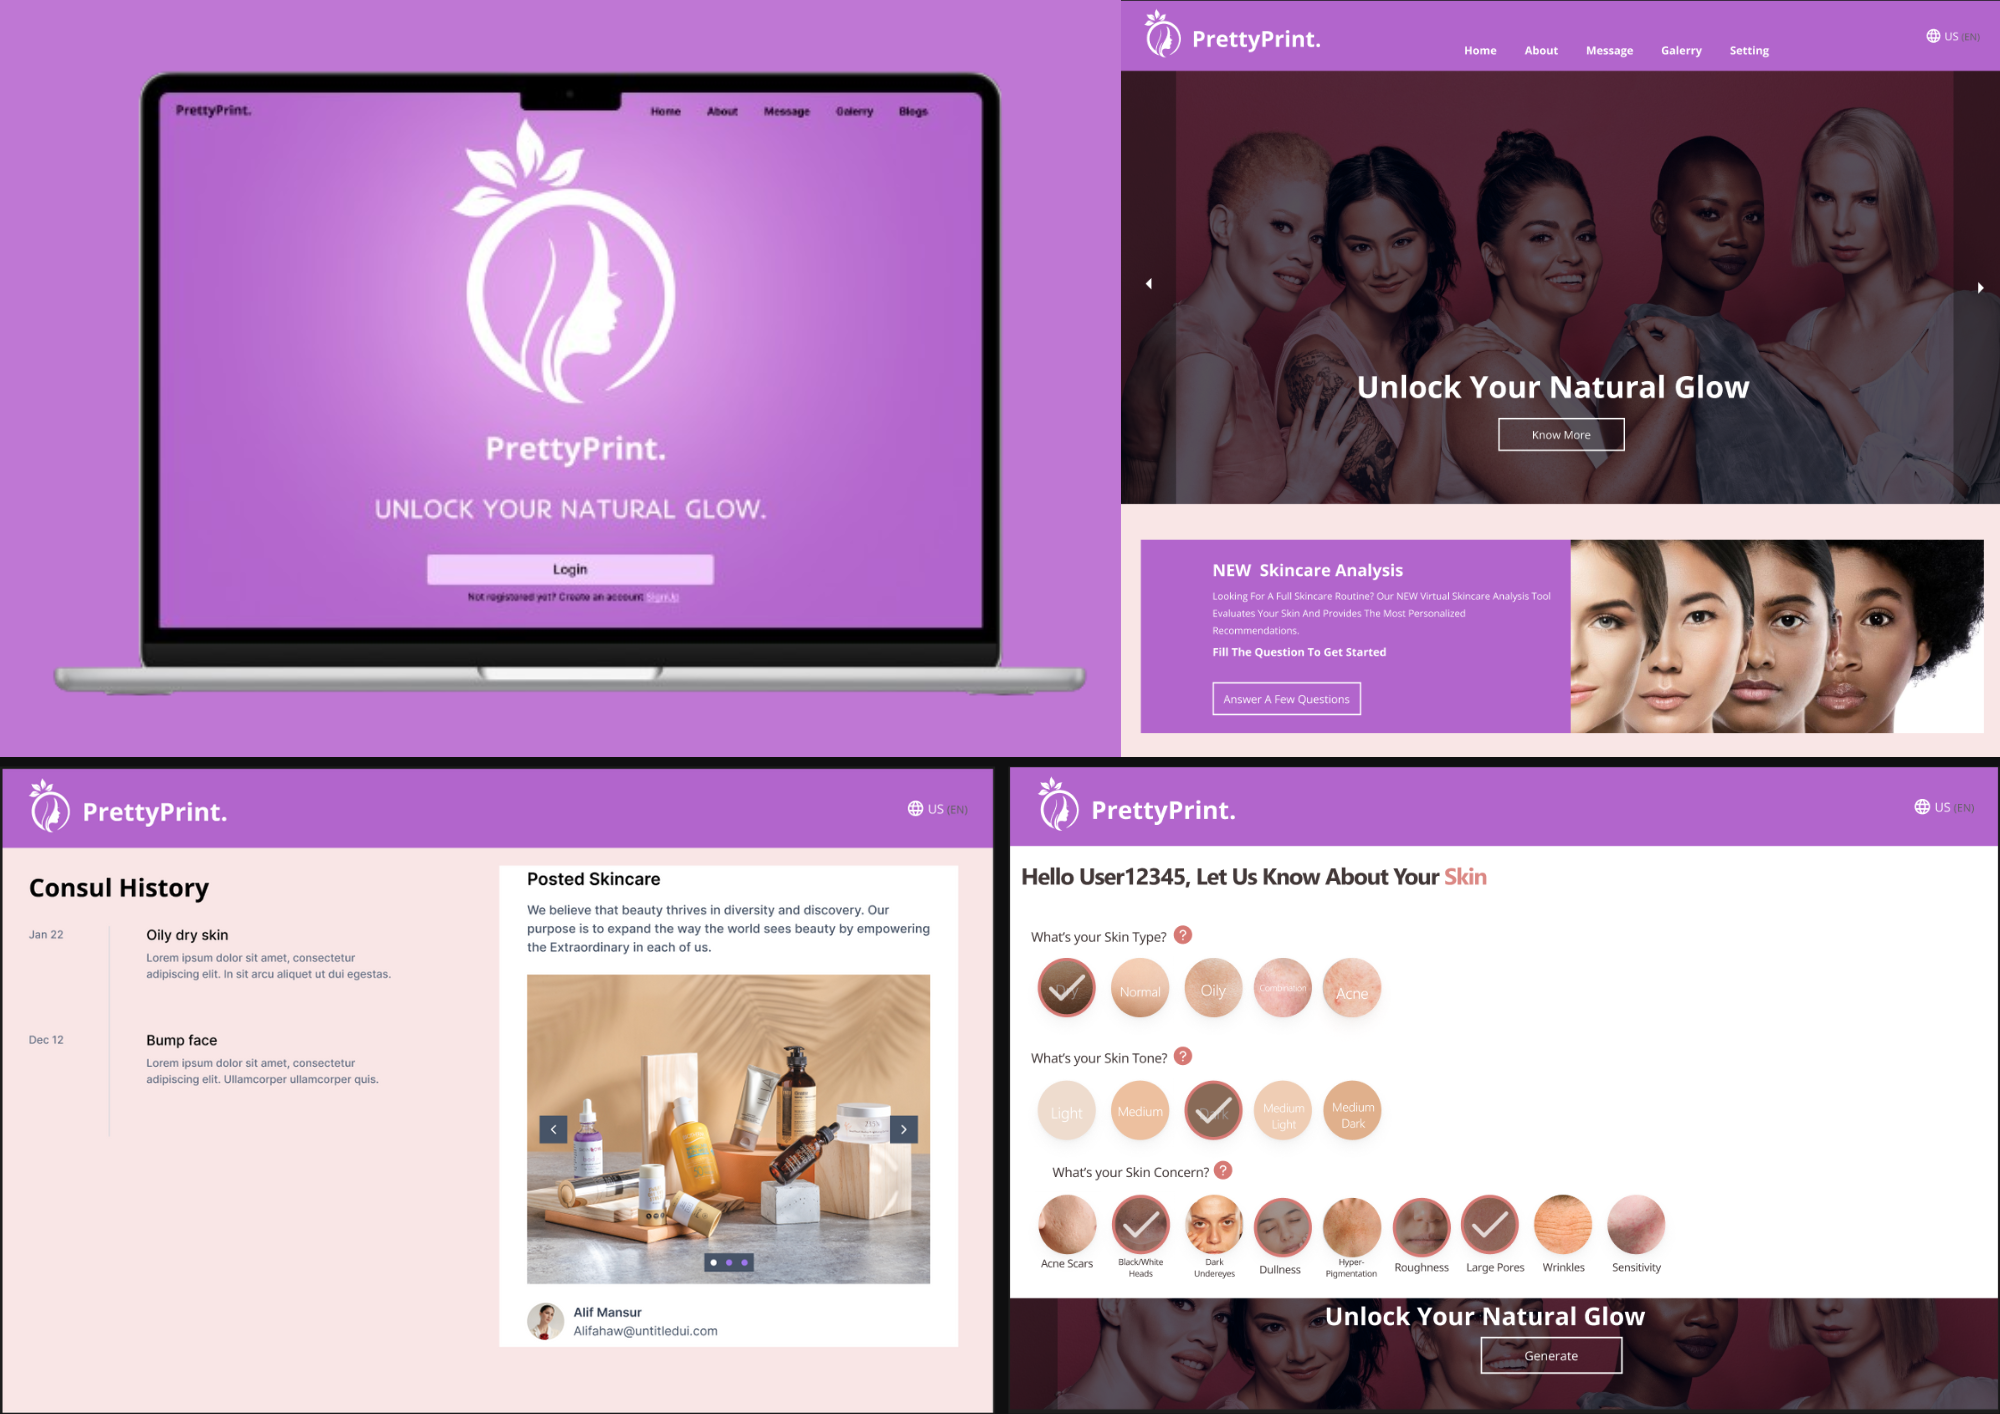 PrettyPrint.
Home About Message Galerry Blogs
PrettyPrint.
UNLOCK YOUR NATURAL GLOW.
Login
Not registered yet? Create an account SignUp
PrettyPrint.
Home About Message Galerry Setting
US (EN)
Unlock Your Natural Glow
Know More
NEW Skincare Analysis
Looking For A Full Skincare Routine? Our NEW Virtual Skincare Analysis Tool
Evaluates Your Skin And Provides The Most Personalized
Recommendations.
Fill The Question To Get Started
Answer A Few Questions
PrettyPrint.
US (EN)
Consul History
Jan 22
Oily dry skin
Lorem ipsum dolor sit amet, consectetur
adipiscing elit. In sit arcu aliquet ut dui egestas.
Dec 12
Bump face
Lorem ipsum dolor sit amet, consectetur
adipiscing elit. Ullamcorper ullamcorper quis.
Posted Skincare
We believe that beauty thrives in diversity and discovery. Our
purpose is to expand the way the world sees beauty by empowering
the Extraordinary in each of us.
Alif Mansur
Alifahaw@untitledui.com
PrettyPrint.
US (EN)
Hello User12345, Let Us Know About Your Skin
What's your Skin Type? ?
Dry Normal Oily Combination Acne
What's your Skin Tone? ?
Light Medium Dark Medium
Light Medium
Dark
What's your Skin Concern? ?
Acne Scars
Black/White
Heads
Dark
Undereyes
Dullness
Hyper-
Pigmentation
Roughness
Large Pores
Wrinkles
Sensitivity
Unlock Your Natural Glow
Generate